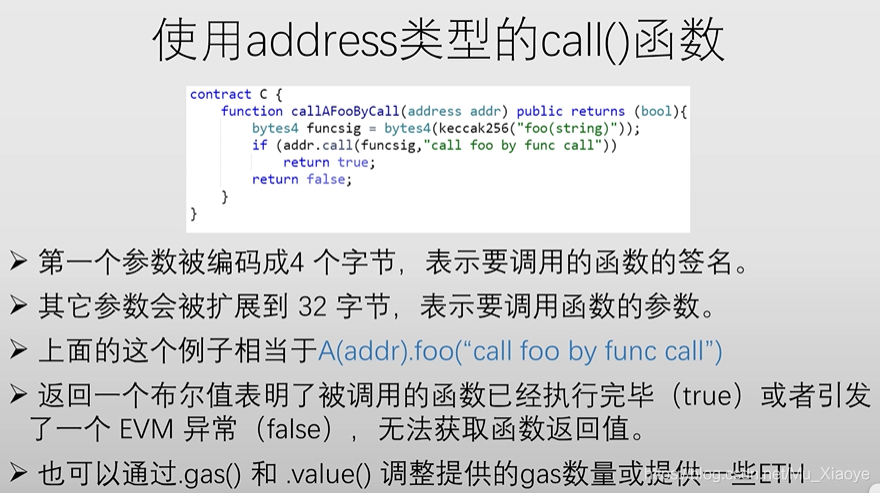 使用address类型的call()函数
contract C {
function callAFooByCall(address addr) public returns (bool){
bytes4 funcsig = bytes4(keccak256("foo(string)"));
if (addr.call(funcsig,"call foo by func call"))
return true;
return false;
}
}
➢ 第一个参数被编码成4 个字节，表示要调用的函数的签名。
➢ 其它参数会被扩展到 32 字节，表示要调用函数的参数。
➢ 上面的这个例子相当于A(addr).foo(“call foo by func call”)
➢ 返回一个布尔值表明了被调用的函数已经执行完毕（true）或者引发
了一个 EVM 异常（false），无法获取函数返回值。
➢ 也可以通过.gas() 和 .value() 调整提供的gas数量或提供一些ETH
https://blog.csdn.net/Mu_Xiaoye